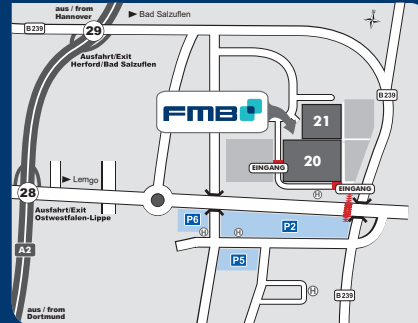 aus / from
Hannover
Bad Salzuflen
B239
29
Ausfahrt/Exit
Herford/Bad Salzuflen
B239
FMB
21
20
EINGANG
EINGANG
Lemgo
28
H
Ausfahrt/Exit
Ostwestfalen-Lippe
P6
P2
H
H
A2
P5
H
B239
aus / from
Dortmund